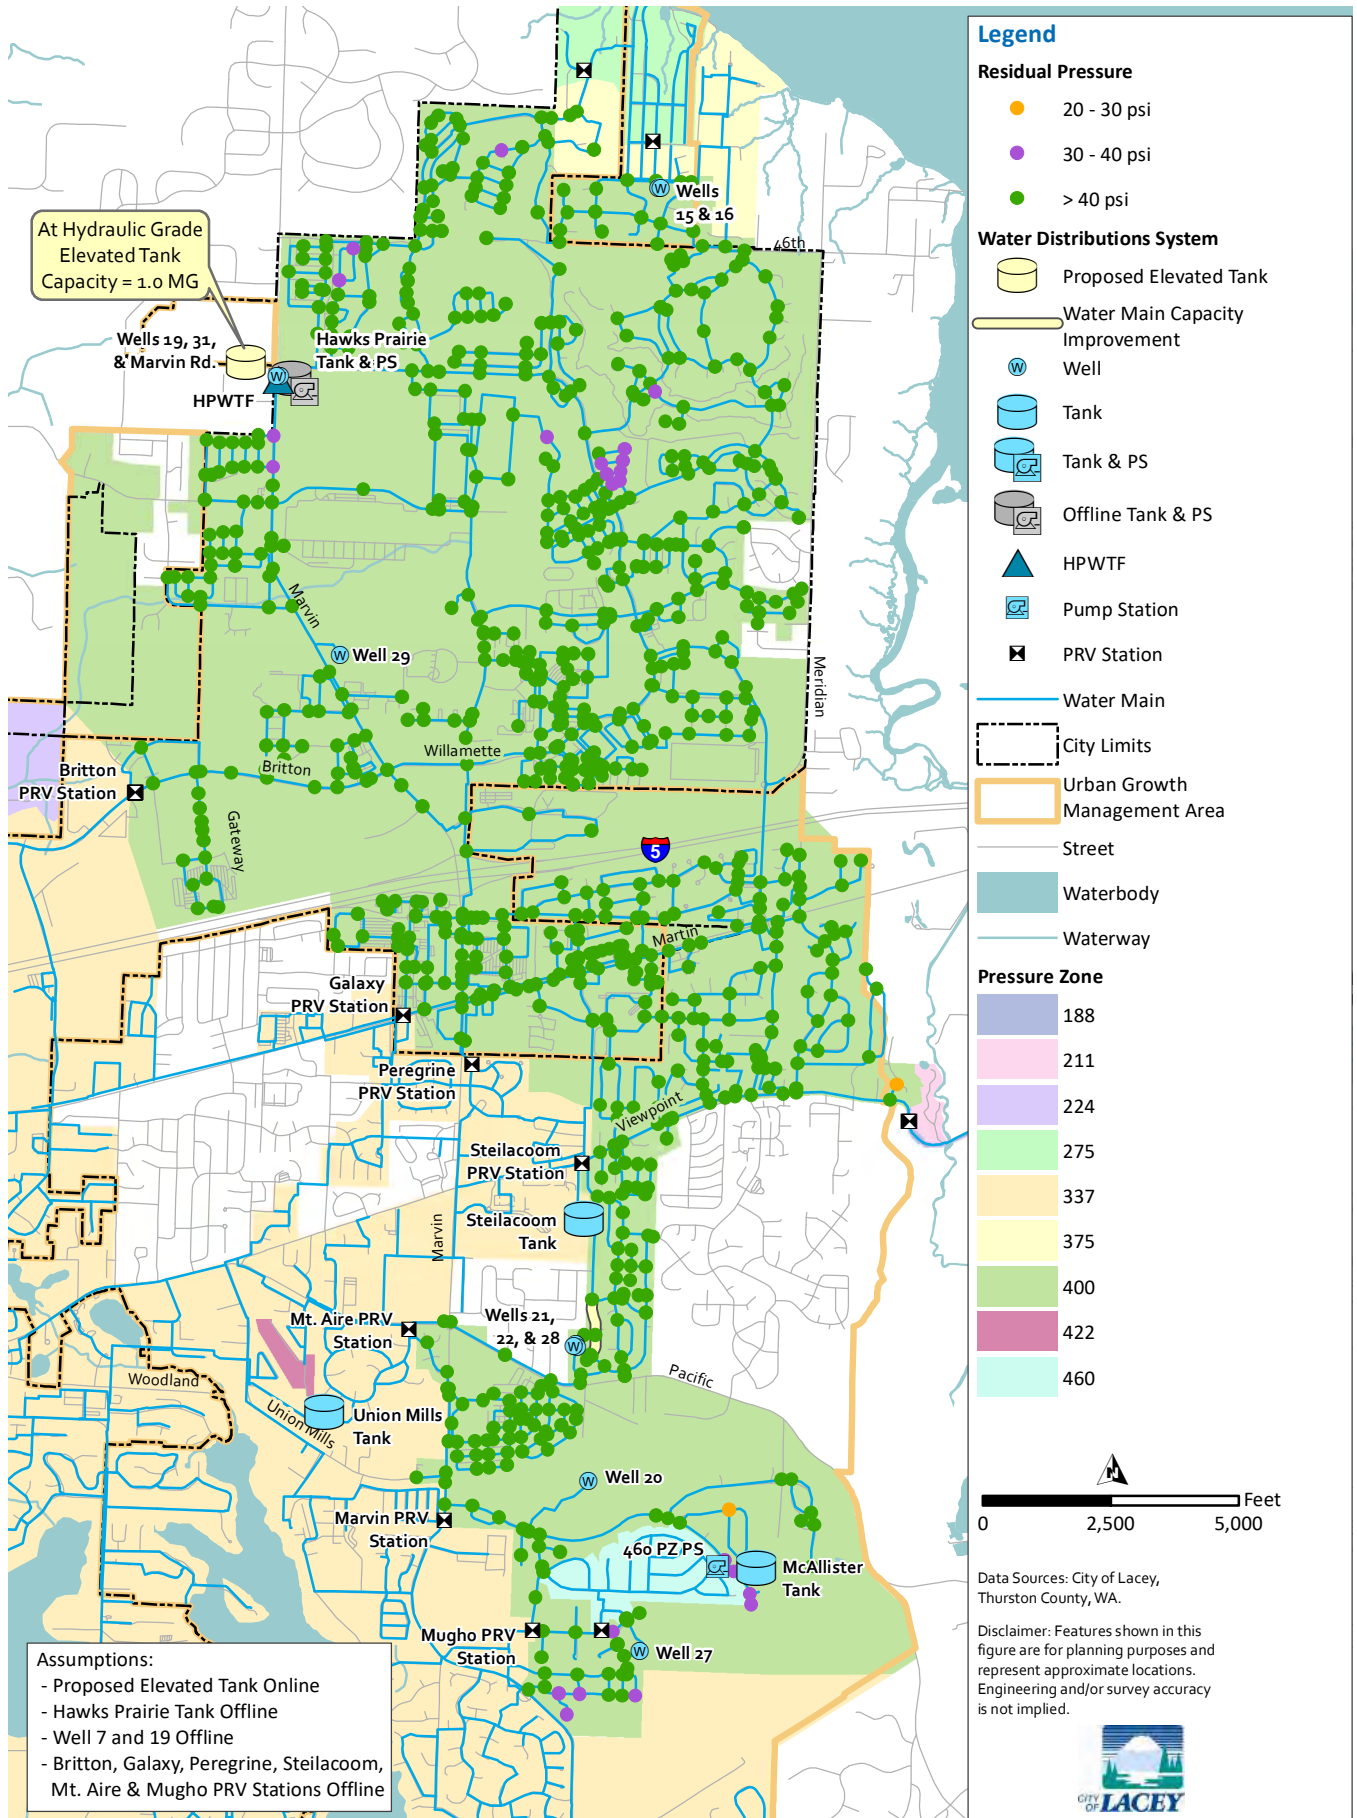 Legend
Residual Pressure
20 - 30 psi
30 - 40 psi
> 40 psi
Water Distributions System
Proposed Elevated Tank
Water Main Capacity
Improvement
W
Well
Tank
Tank & PS
Offline Tank & PS
HPWTF
Pump Station
PRV Station
Water Main
City Limits
Urban Growth
Management Area
Street
Waterbody
Waterway
Pressure Zone
188
211
224
275
337
375
400
422
460
N
Feet
0
2,500
5,000
Data Sources: City of Lacey,
Thurston County, WA.
Disclaimer: Features shown in this
figure are for planning purposes and
represent approximate locations.
Engineering and/or survey accuracy
is not implied.
CITY OF LACEY
W
Wells
15 & 16
46th
At Hydraulic Grade
Elevated Tank
Capacity = 1.0 MG
Wells 19, 31,
& Marvin Rd.
Hawks Prairie
Tank & PS
W
HPWTF
Marvin
W
Well 29
Meridian
Willamette
Britton
Britton
PRV Station
Gateway
5
Martin
Galaxy
PRV Station
Peregrine
PRV Station
Viewpoint
Steilacoom
PRV Station
Steilacoom
Tank
Marvin
Wells 21,
22, & 28
W
Mt. Aire PRV
Station
Pacific
Woodland
Union Mills
Union Mills
Tank
W
Well 20
Marvin PRV
Station
460 PZ PS
McAllister
Tank
Mugho PRV
Station
W
Well 27
Assumptions:
- Proposed Elevated Tank Online
- Hawks Prairie Tank Offline
- Well 7 and 19 Offline
- Britton, Galaxy, Peregrine, Steilacoom,
Mt. Aire & Mugho PRV Stations Offline